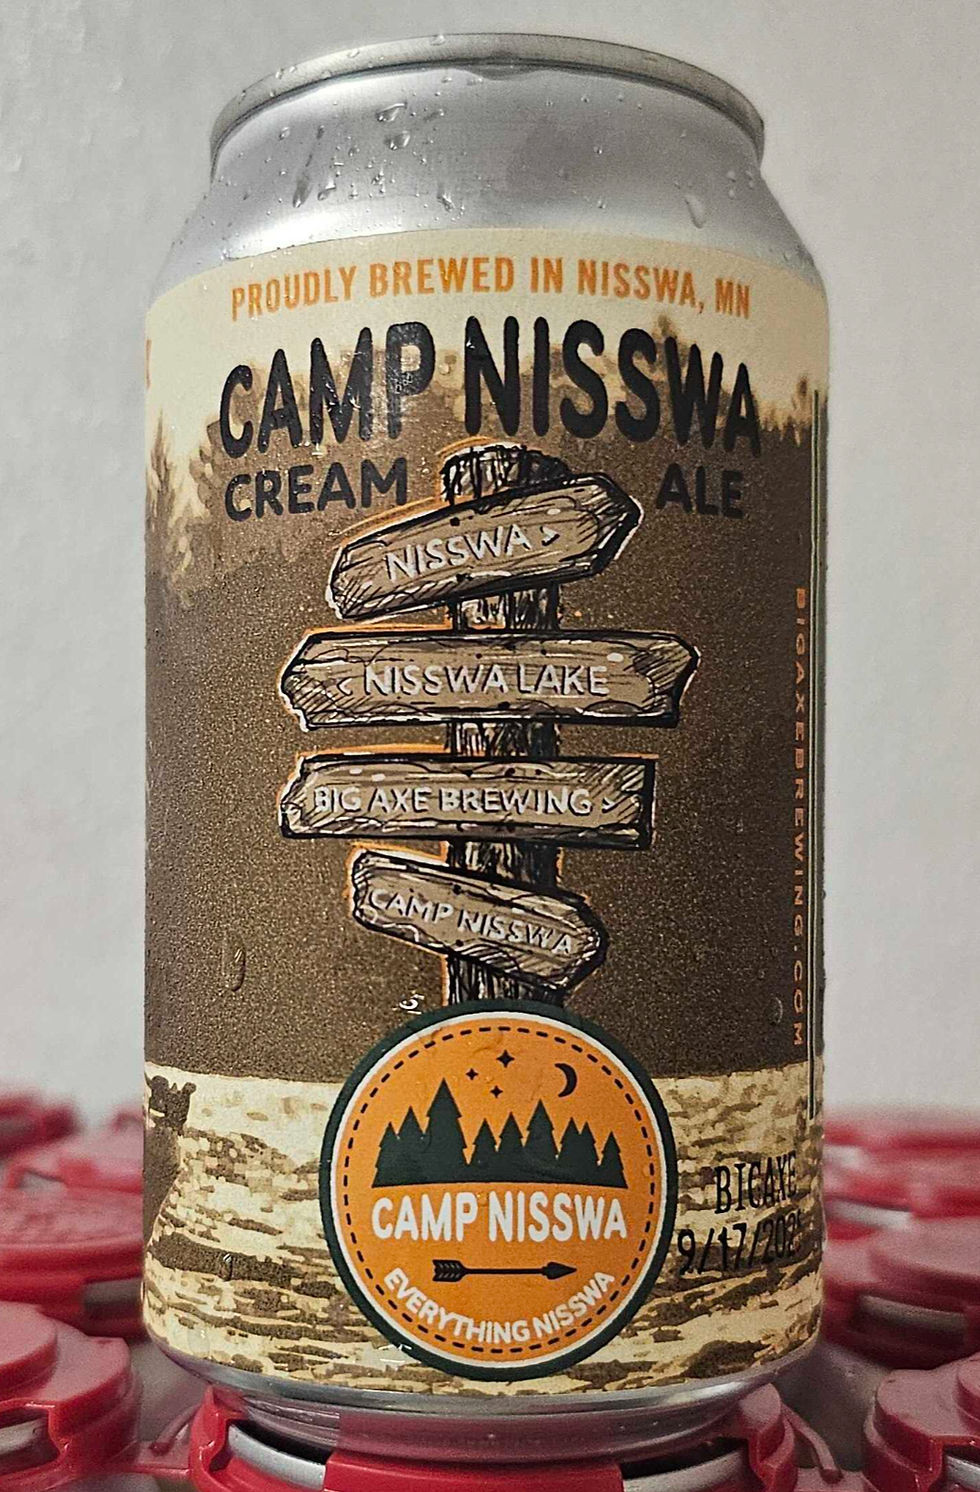 PROUDLY BREWED IN NISSWA, MN
CAMP NISSWA
CREAM ALE
NISSWA >
< NISSWA LAKE
BIG AXE BREWING >
CAMP NISSWA
BIGAXEBREWING.COM
CAMP NISSWA
EVERYTHING NISSWA
BIGAXE